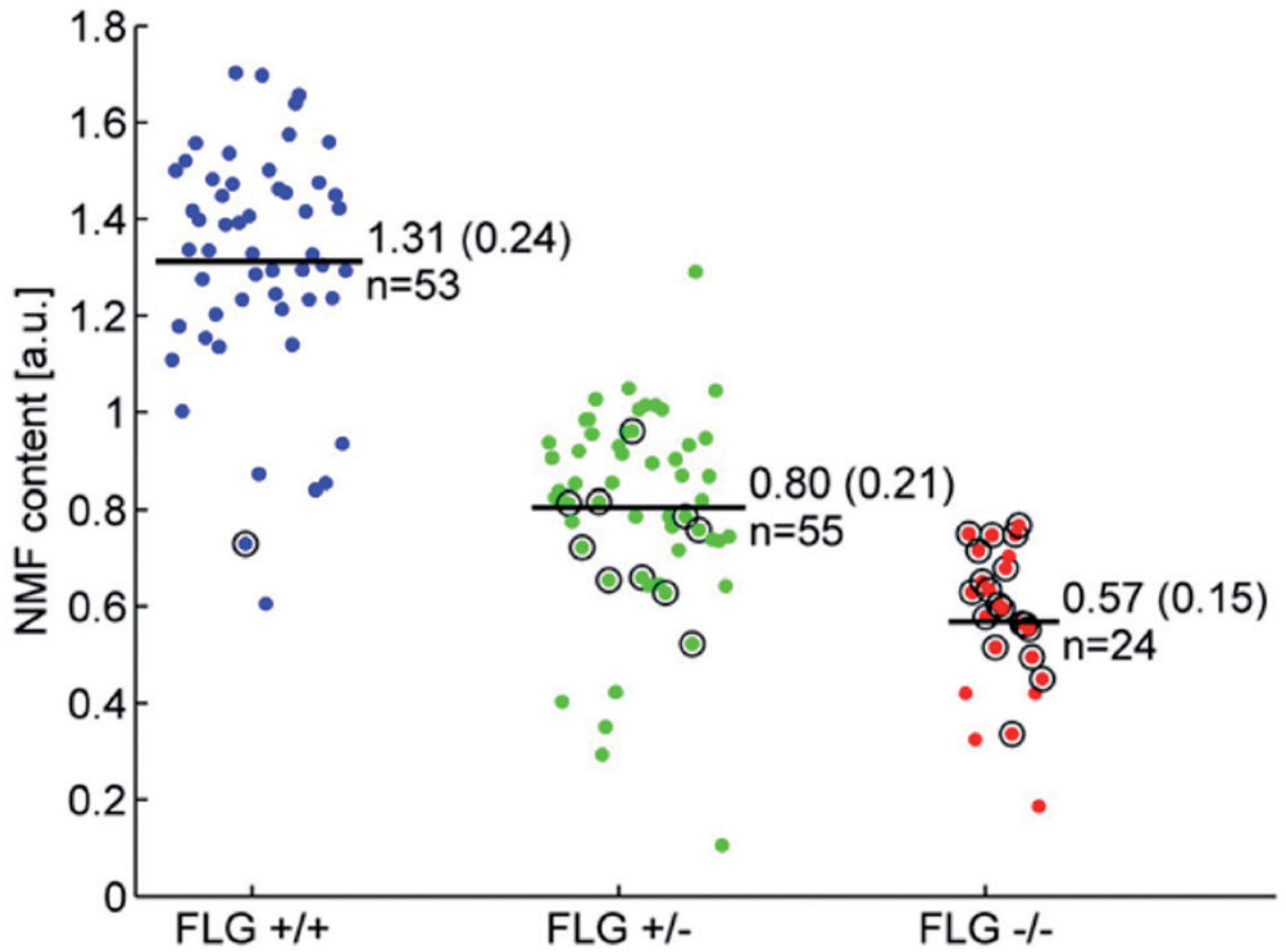 NMF content [a.u.]
1.8
1.6
1.4
1.2
1
0.8
0.6
0.4
0.2
0
1.31 (0.24)
n=53
0.80 (0.21)
n=55
0.57 (0.15)
n=24
FLG +/+
FLG +/-
FLG -/-